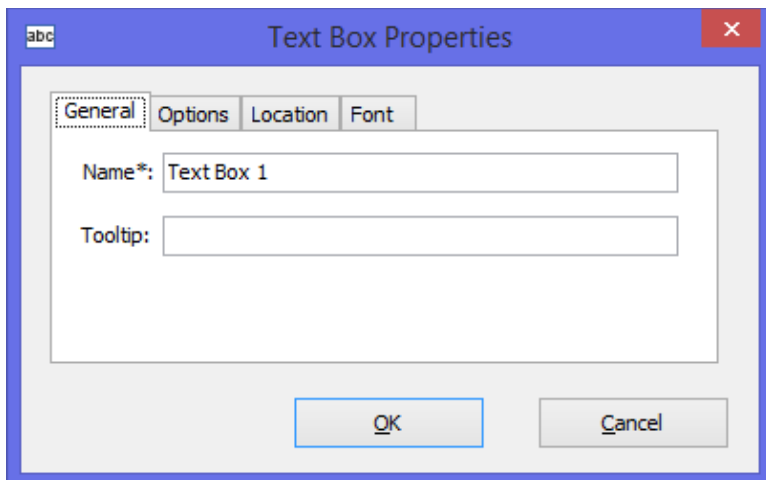 abc Text Box Properties ×
General Options Location Font
Name*: Text Box 1
Tooltip:
OK Cancel